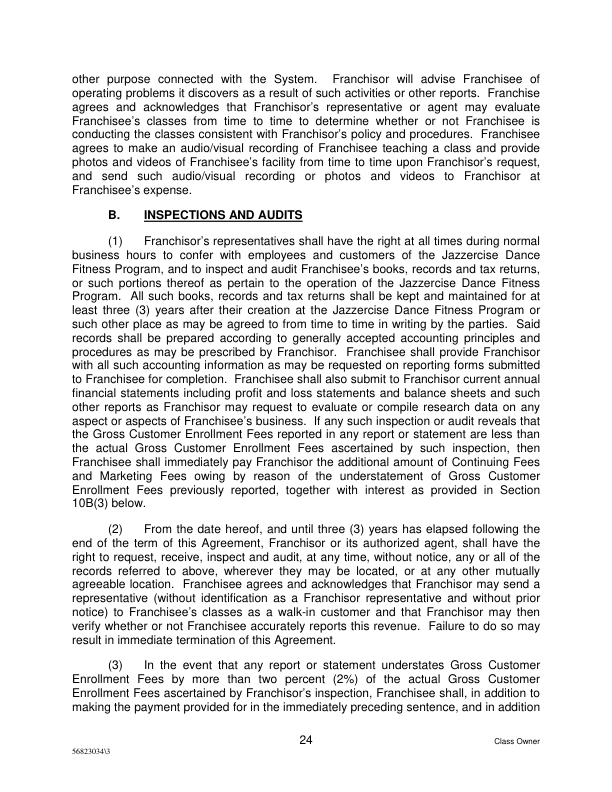 other purpose connected with the System. Franchisor will advise Franchisee of
operating problems it discovers as a result of such activities or other reports. Franchise
agrees and acknowledges that Franchisor's representative or agent may evaluate
Franchisee's classes from time to time to determine whether or not Franchisee is
conducting the classes consistent with Franchisor's policy and procedures. Franchisee
agrees to make an audio/visual recording of Franchisee teaching a class and provide
photos and videos of Franchisee's facility from time to time upon Franchisor's request,
and send such audio/visual recording or photos and videos to Franchisor at
Franchisee's expense.
B. INSPECTIONS AND AUDITS
(1) Franchisor's representatives shall have the right at all times during normal
business hours to confer with employees and customers of the Jazzercise Dance
Fitness Program, and to inspect and audit Franchisee's books, records and tax returns,
or such portions thereof as pertain to the operation of the Jazzercise Dance Fitness
Program. All such books, records and tax returns shall be kept and maintained for at
least three (3) years after their creation at the Jazzercise Dance Fitness Program or
such other place as may be agreed to from time to time in writing by the parties. Said
records shall be prepared according to generally accepted accounting principles and
procedures as may be prescribed by Franchisor. Franchisee shall provide Franchisor
with all such accounting information as may be requested on reporting forms submitted
to Franchisee for completion. Franchisee shall also submit to Franchisor current annual
financial statements including profit and loss statements and balance sheets and such
other reports as Franchisor may request to evaluate or compile research data on any
aspect or aspects of Franchisee's business. If any such inspection or audit reveals that
the Gross Customer Enrollment Fees reported in any report or statement are less than
the actual Gross Customer Enrollment Fees ascertained by such inspection, then
Franchisee shall immediately pay Franchisor the additional amount of Continuing Fees
and Marketing Fees owing by reason of the understatement of Gross Customer
Enrollment Fees previously reported, together with interest as provided in Section
10B(3) below.
(2) From the date hereof, and until three (3) years has elapsed following the
end of the term of this Agreement, Franchisor or its authorized agent, shall have the
right to request, receive, inspect and audit, at any time, without notice, any or all of the
records referred to above, wherever they may be located, or at any other mutually
agreeable location. Franchisee agrees and acknowledges that Franchisor may send a
representative (without identification as a Franchisor representative and without prior
notice) to Franchisee's classes as a walk-in customer and that Franchisor may then
verify whether or not Franchisee accurately reports this revenue. Failure to do so may
result in immediate termination of this Agreement.
(3) In the event that any report or statement understates Gross Customer
Enrollment Fees by more than two percent (2%) of the actual Gross Customer
Enrollment Fees ascertained by Franchisor's inspection, Franchisee shall, in addition to
making the payment provided for in the immediately preceding sentence, and in addition
24
Class Owner
56823034\3